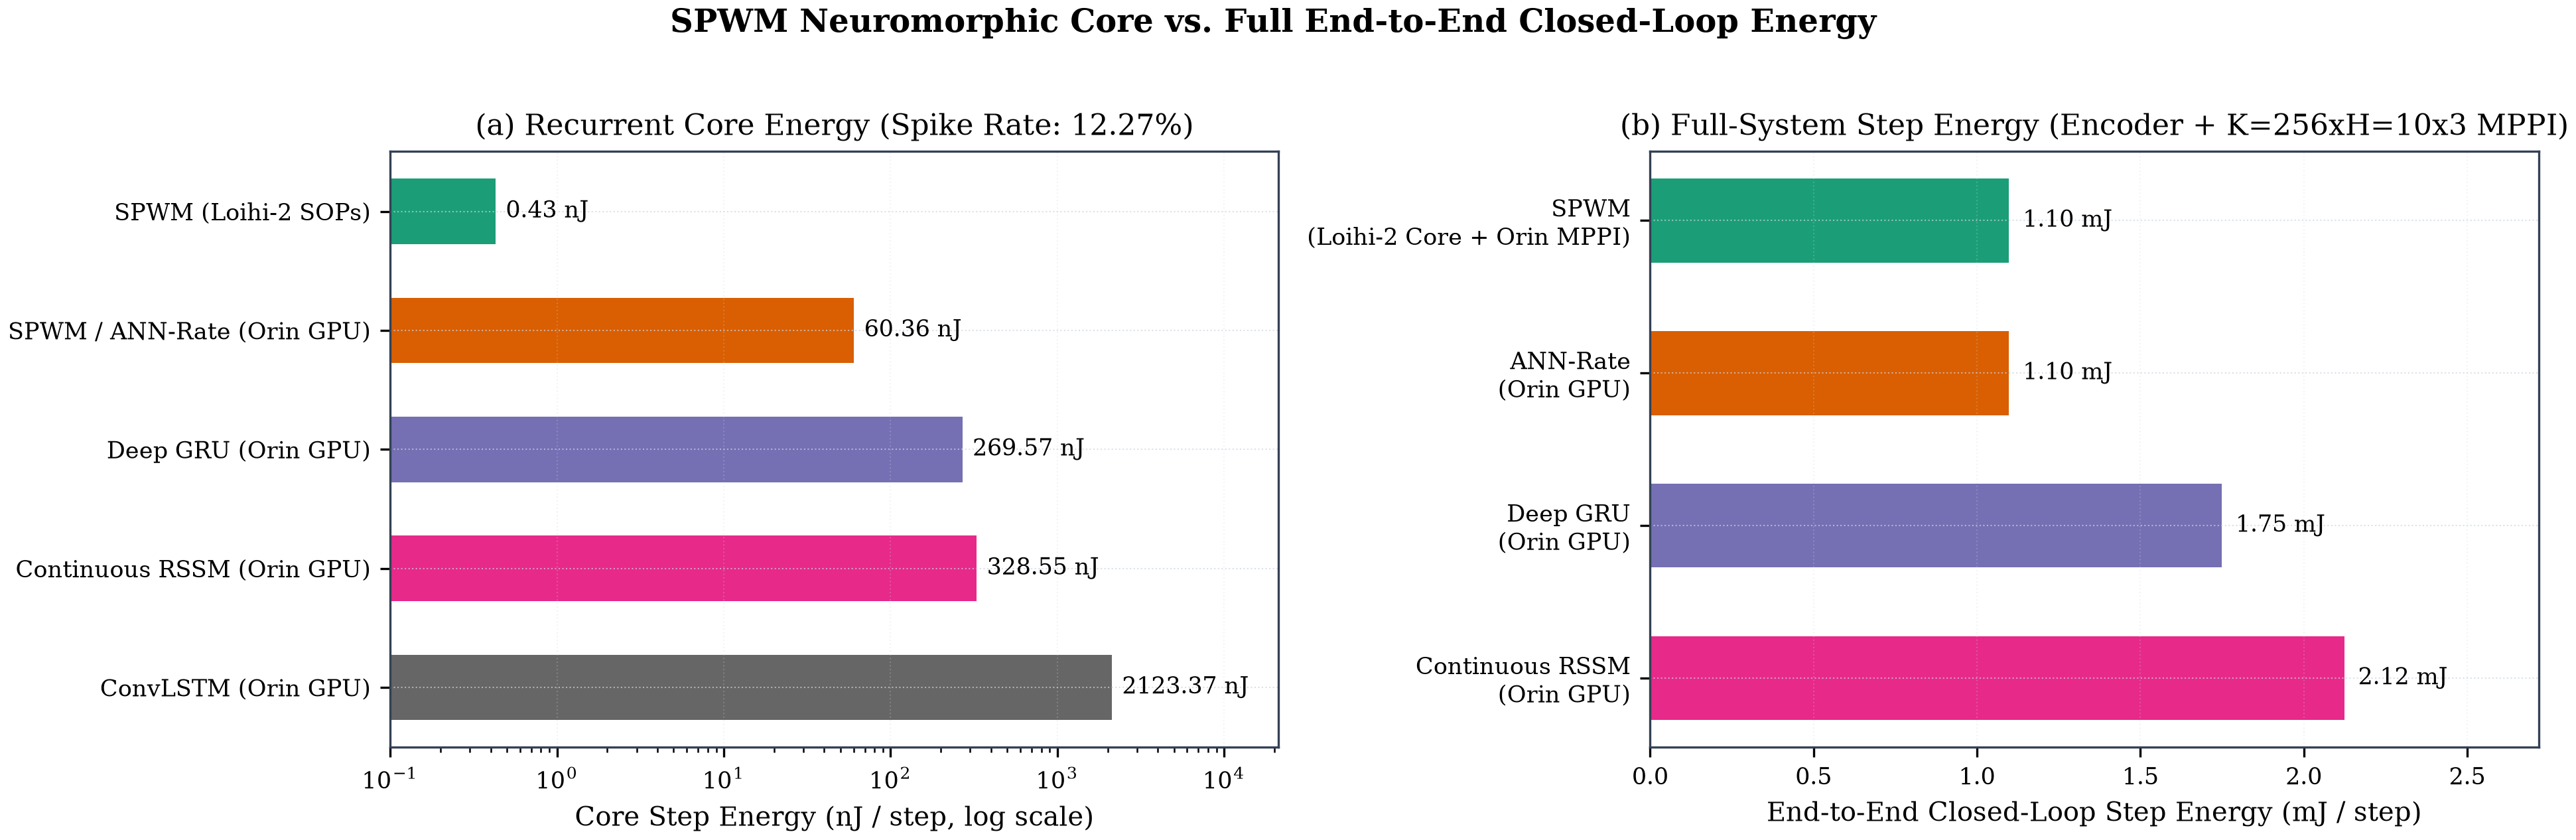 SPWM Neuromorphic Core vs. Full End-to-End Closed-Loop Energy
(a) Recurrent Core Energy (Spike Rate: 12.27%)
SPWM (Loihi-2 SOPs)
0.43 nJ
SPWM / ANN-Rate (Orin GPU)
60.36 nJ
Deep GRU (Orin GPU)
269.57 nJ
Continuous RSSM (Orin GPU)
328.55 nJ
ConvLSTM (Orin GPU)
2123.37 nJ
10⁻¹ 10⁰ 10¹ 10² 10³ 10⁴
Core Step Energy (nJ / step, log scale)
(b) Full-System Step Energy (Encoder + K=256xH=10x3 MPPI)
SPWM
(Loihi-2 Core + Orin MPPI)
1.10 mJ
ANN-Rate
(Orin GPU)
1.10 mJ
Deep GRU
(Orin GPU)
1.75 mJ
Continuous RSSM
(Orin GPU)
2.12 mJ
0.0 0.5 1.0 1.5 2.0 2.5
End-to-End Closed-Loop Step Energy (mJ / step)